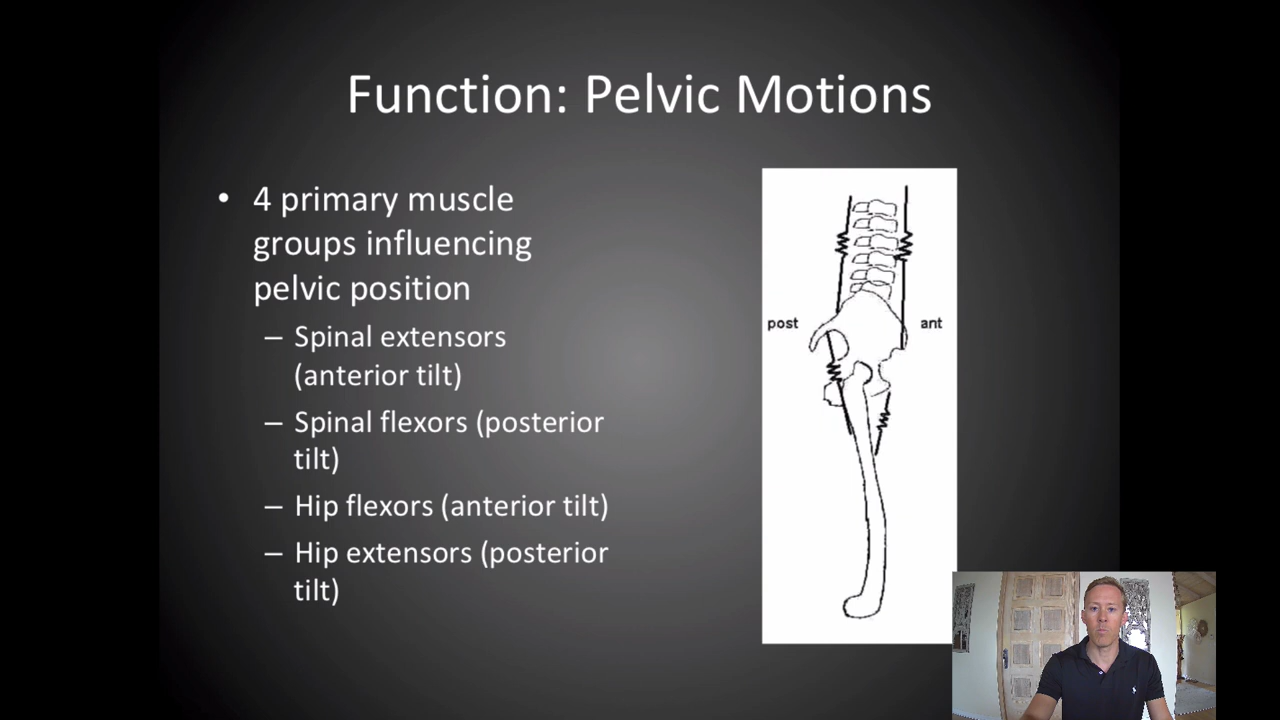 Function: Pelvic Motions
• 4 primary muscle
groups influencing
pelvic position
– Spinal extensors
(anterior tilt)
– Spinal flexors (posterior
tilt)
– Hip flexors (anterior tilt)
– Hip extensors (posterior
tilt)
post
ant